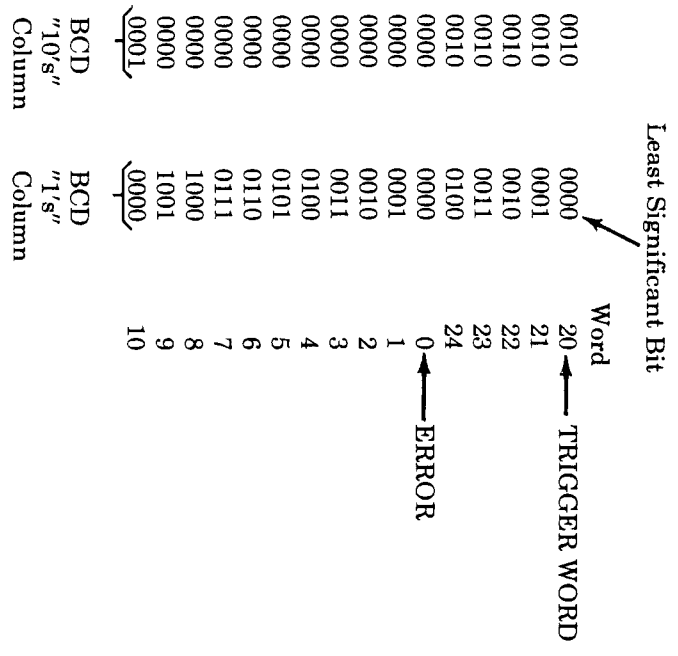 Least Significant Bit
Word
0010 0000 20 TRIGGER WORD
0010 0001 21
0010 0010 22
0010 0011 23
0010 0100 24
0000 0000 0 ERROR
0000 0001 1
0000 0010 2
0000 0011 3
0000 0100 4
0000 0101 5
0000 0110 6
0000 0111 7
0000 1000 8
0000 1001 9
0001 0000 10
BCD BCD
"10's" "1's"
Column Column